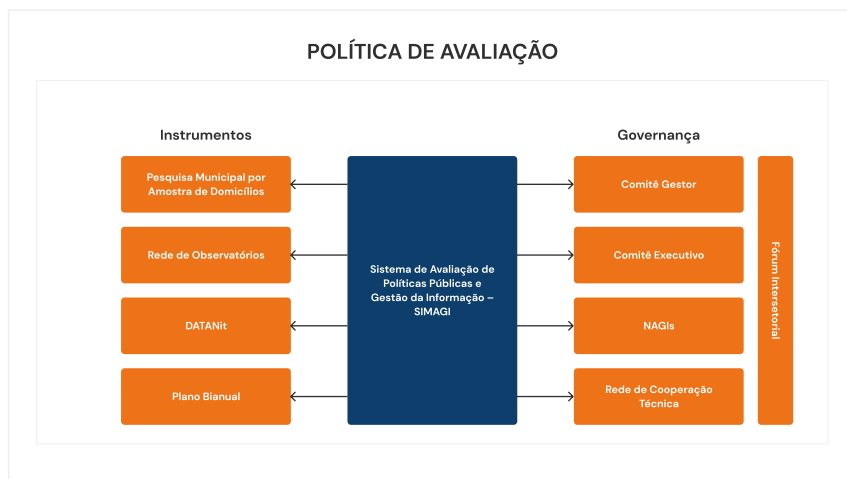 POLÍTICA DE AVALIAÇÃO
Instrumentos
Governança
Pesquisa Municipal por
Amostra de Domicílios
Rede de Observatórios
DATANit
Plano Bianual
Sistema de Avaliação de
Políticas Públicas e
Gestão da Informação –
SIMAGI
Comitê Gestor
Comitê Executivo
NAGIs
Rede de Cooperação
Técnica
Fórum Intersetorial